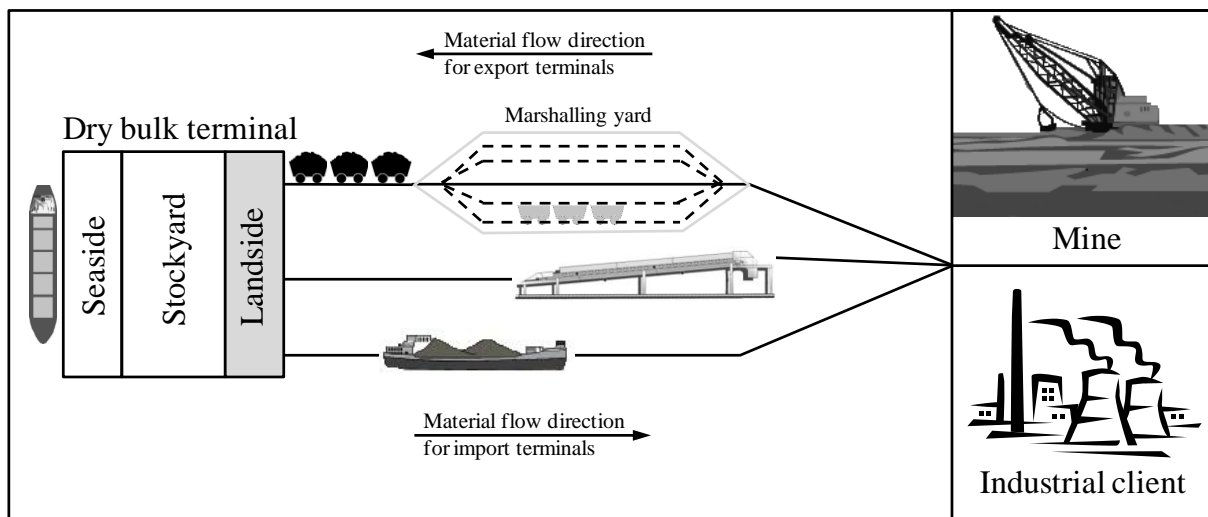 Material flow direction
for export terminals
Marshalling yard
Dry bulk terminal
Seaside
Stockyard
Landside
Mine
Material flow direction
for import terminals
Industrial client